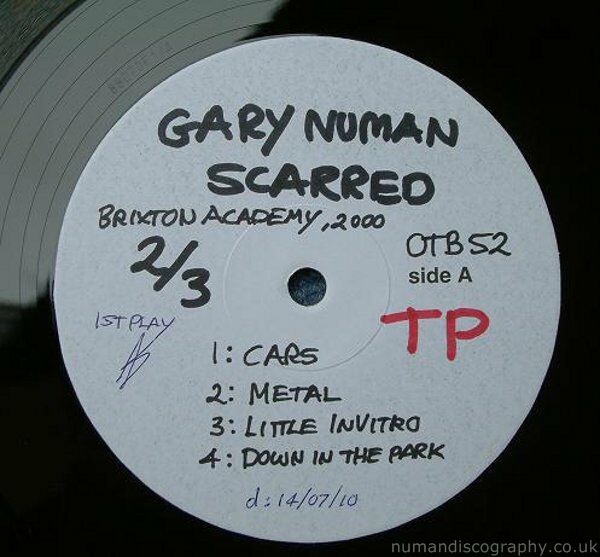 GARY NUMAN
SCARRED
BRIXTON ACADEMY, 2000
2/3
OTB52
side A
1ST PLAY
TP
1: CARS
2: METAL
3: LITTLE INVITRO
4: DOWN IN THE PARK
d: 14/07/10
numandiscography.co.uk